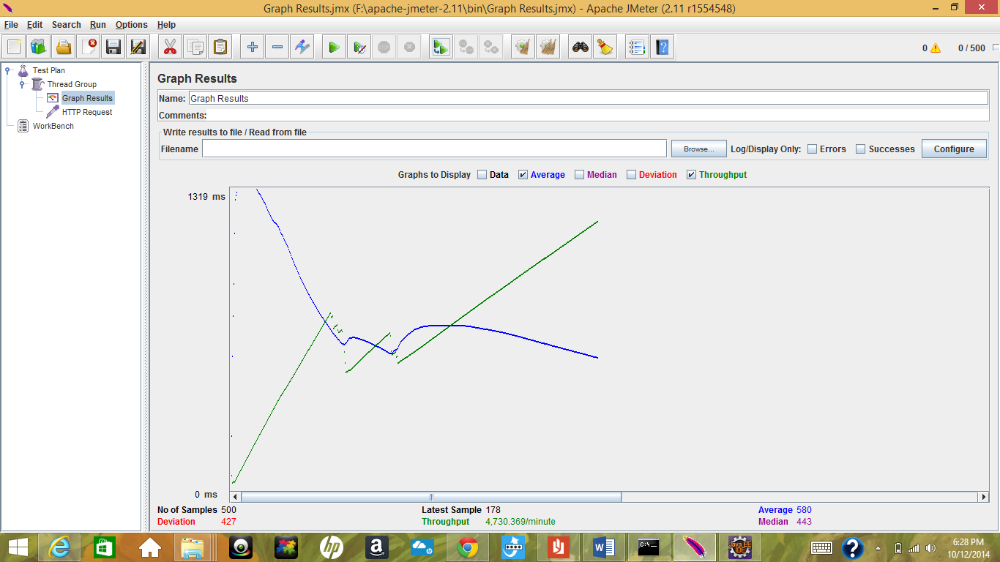 Graph Results.jmx (F:\apache-jmeter-2.11\bin\Graph Results.jmx) - Apache JMeter (2.11 r1554548)
File Edit Search Run Options Help
0 0 / 500
Test Plan
Thread Group
Graph Results
HTTP Request
WorkBench
Graph Results
Name: Graph Results
Comments:
Write results to file / Read from file
Filename Browse... Log/Display Only: Errors Successes Configure
Graphs to Display Data Average Median Deviation Throughput
1319 ms
0 ms
No of Samples 500 Latest Sample 178 Average 580
Deviation 427 Throughput 4,730.369/minute Median 443
hp a W C:\_ Java EE IDE
6:28 PM
10/12/2014